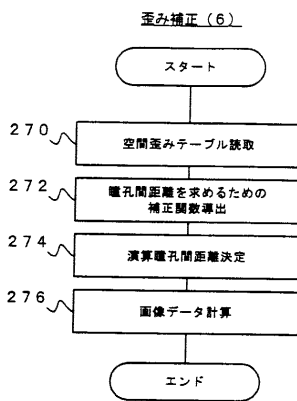 歪み補正(6)
スタート
270
空間歪みテーブル読取
272
瞳孔間距離を求めるための
補正関数導出
274
演算瞳孔間距離決定
276
画像データ計算
エンド